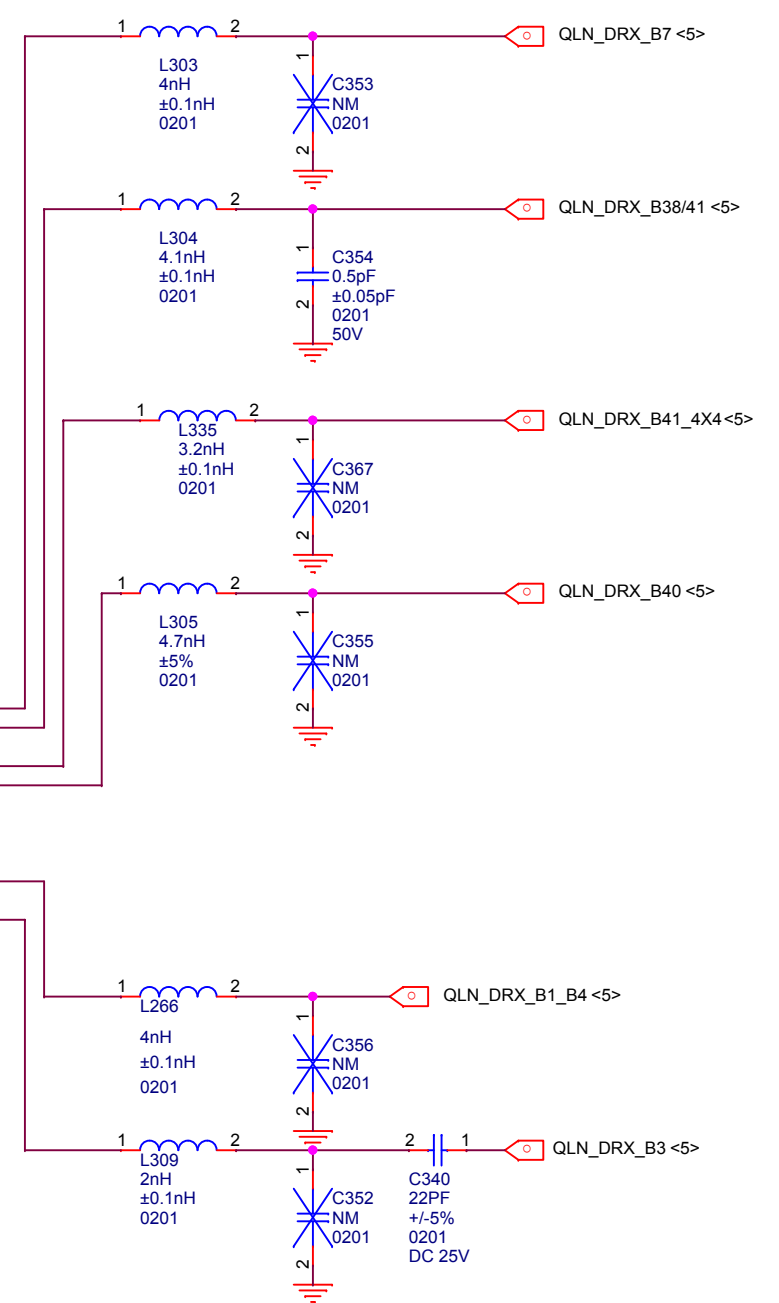 1 2
QLN_DRX_B7 <5>
L303
4nH
±0.1nH
0201
1
C353
NM
0201
2
1 2
QLN_DRX_B38/41 <5>
L304
4.1nH
±0.1nH
0201
1
C354
0.5pF
±0.05pF
0201
50V
2
1 2
QLN_DRX_B41_4X4<5>
L335
3.2nH
±0.1nH
0201
1
C367
NM
0201
2
1 2
QLN_DRX_B40 <5>
L305
4.7nH
±5%
0201
1
C355
NM
0201
2
1 2
QLN_DRX_B1_B4 <5>
L266
4nH
±0.1nH
0201
1
C356
NM
0201
2
1 2
2 1
QLN_DRX_B3 <5>
L309
2nH
±0.1nH
0201
1
C352
NM
0201
2
C340
22PF
+/-5%
0201
DC 25V